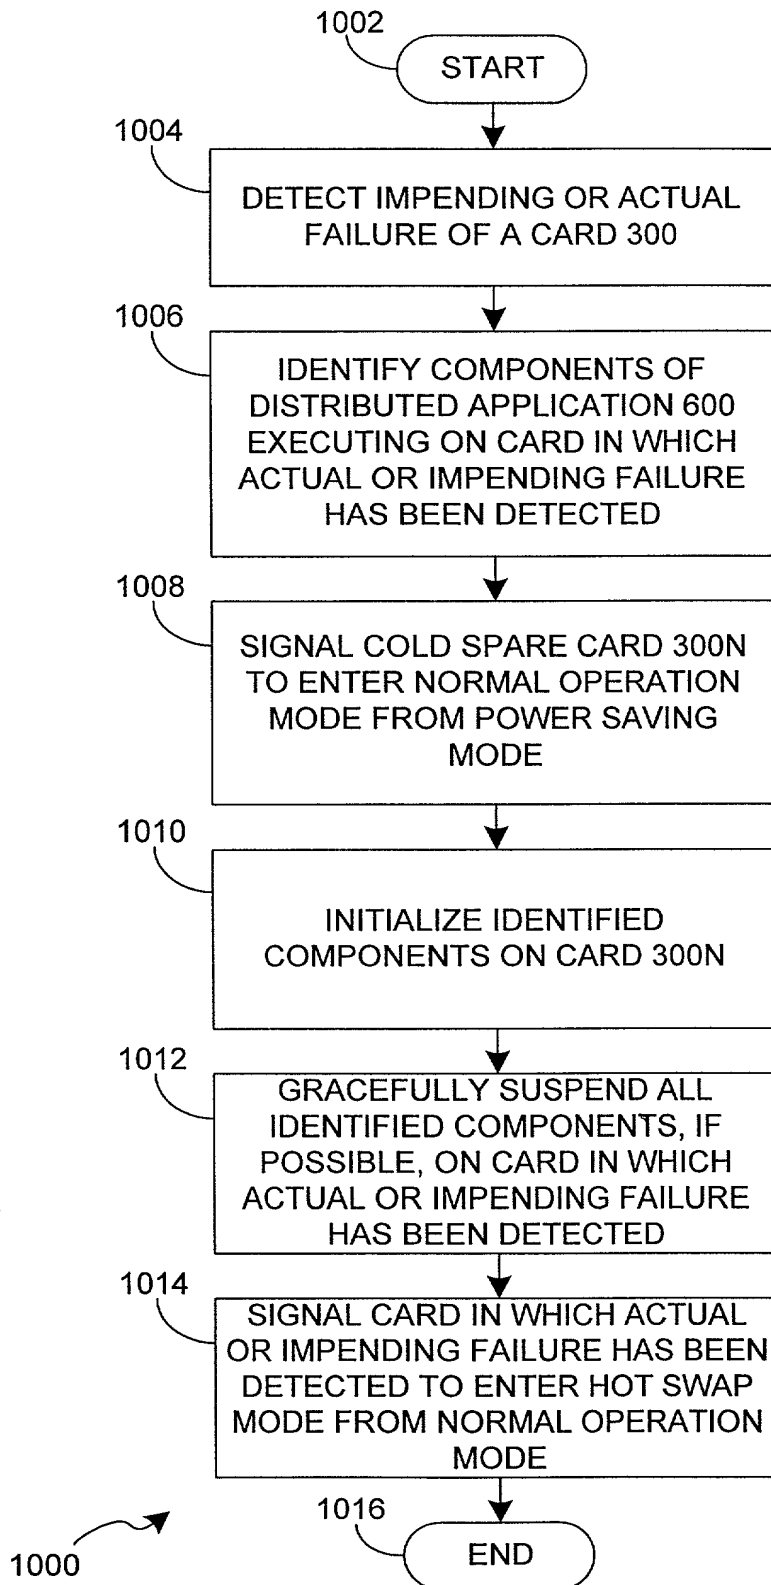 1002
START
1004
DETECT IMPENDING OR ACTUAL
FAILURE OF A CARD 300
1006
IDENTIFY COMPONENTS OF
DISTRIBUTED APPLICATION 600
EXECUTING ON CARD IN WHICH
ACTUAL OR IMPENDING FAILURE
HAS BEEN DETECTED
1008
SIGNAL COLD SPARE CARD 300N
TO ENTER NORMAL OPERATION
MODE FROM POWER SAVING
MODE
1010
INITIALIZE IDENTIFIED
COMPONENTS ON CARD 300N
1012
GRACEFULLY SUSPEND ALL
IDENTIFIED COMPONENTS, IF
POSSIBLE, ON CARD IN WHICH
ACTUAL OR IMPENDING FAILURE
HAS BEEN DETECTED
1014
SIGNAL CARD IN WHICH ACTUAL
OR IMPENDING FAILURE HAS BEEN
DETECTED TO ENTER HOT SWAP
MODE FROM NORMAL OPERATION
MODE
1016
END
1000